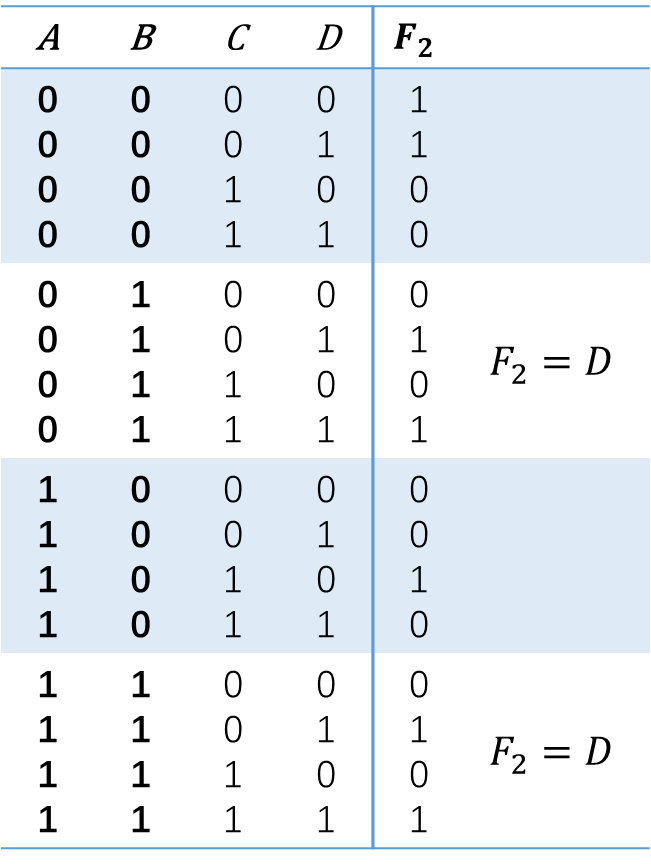 A B C D F₂
0 0 0 0 1
0 0 0 1 1
0 0 1 0 0
0 0 1 1 0
0 1 0 0 0
0 1 0 1 1
F₂ = D
0 1 1 0 0
0 1 1 1 1
1 0 0 0 0
1 0 0 1 0
1 0 1 0 1
1 0 1 1 0
1 1 0 0 0
1 1 0 1 1
F₂ = D
1 1 1 0 0
1 1 1 1 1